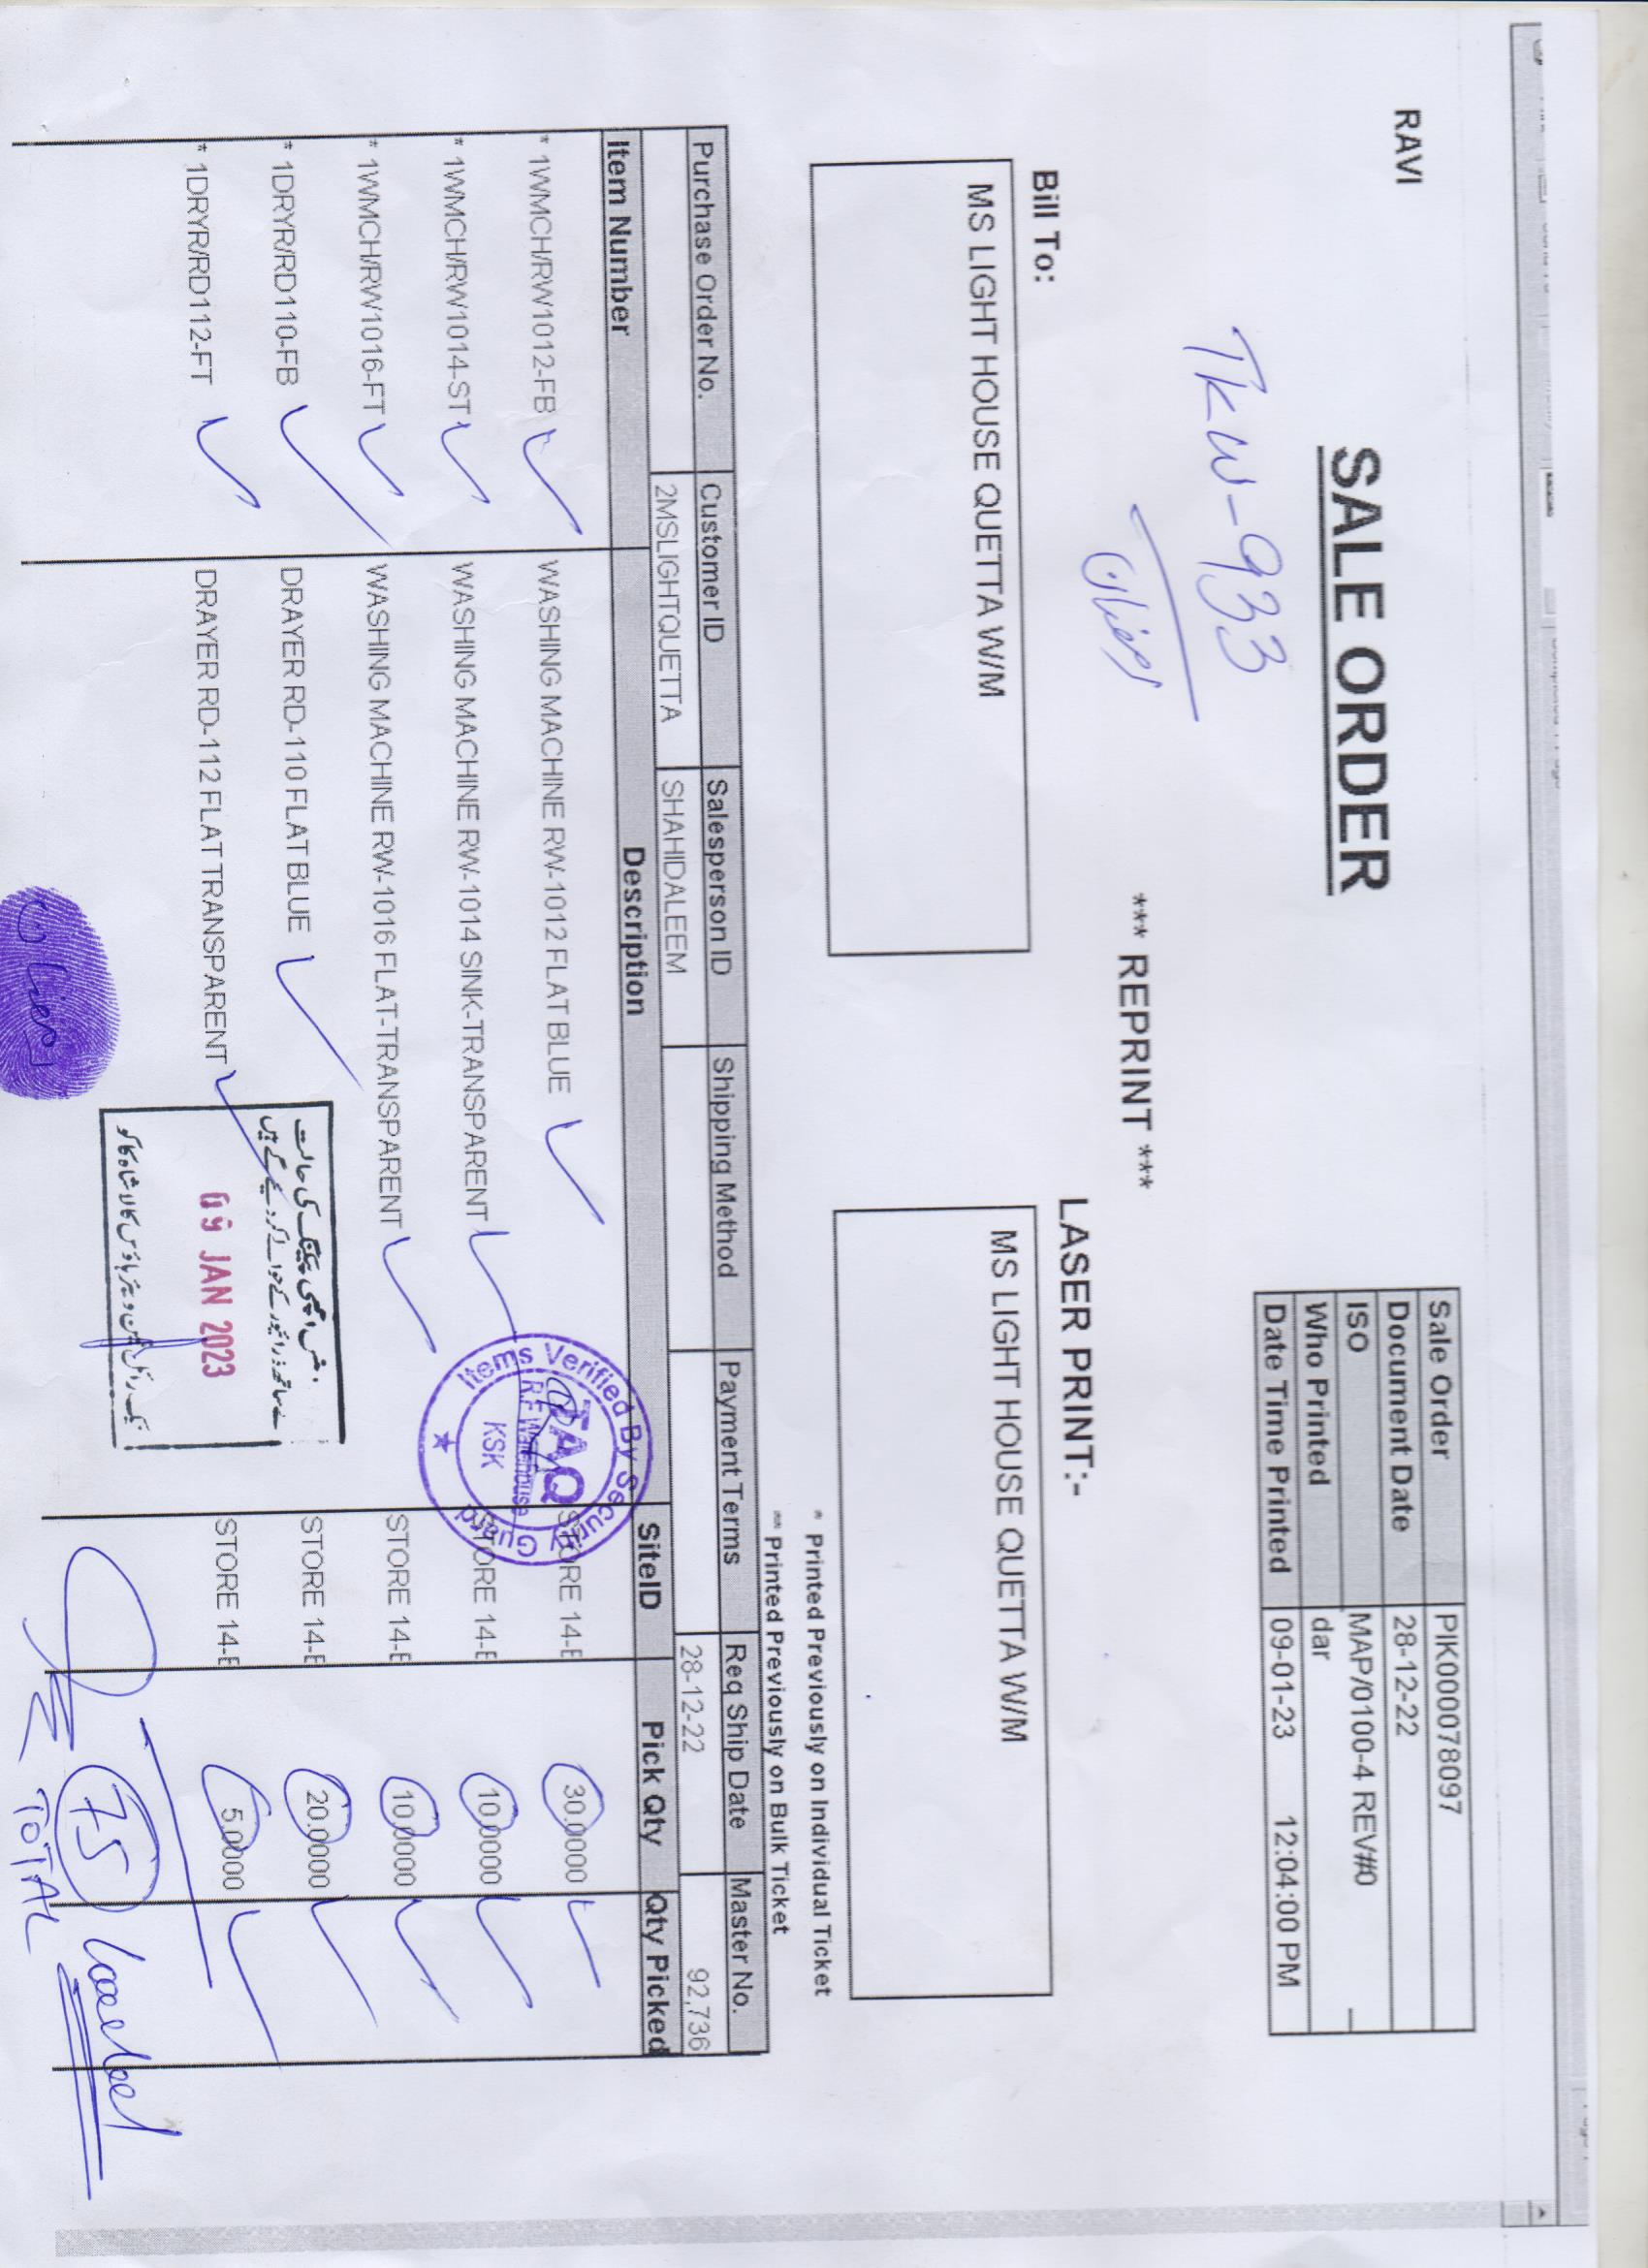 RAVI
SALE ORDER
Sale Order PIK000078097
Document Date 28-12-22
ISO MAP/0100-4 REV#0
Who Printed dar
Date Time Printed 09-01-23 12:04:00 PM
TKW-933
رمضان
*** REPRINT ***
Bill To:
MS LIGHT HOUSE QUETTA W/M
LASER PRINT:-
MS LIGHT HOUSE QUETTA W/M
* Printed Previously on Individual Ticket
** Printed Previously on Bulk Ticket
Purchase Order No. Customer ID Salesperson ID Shipping Method Payment Terms Req Ship Date Master No.
2MSLIGHTQUETTA SHAHIDALEEM 28-12-22 92,736
Item Number Description SiteID Pick Qty Qty Picked
* 1WMCH/RW1012-FB WASHING MACHINE RW-1012 FLAT BLUE STORE 14-E 30.0000
* 1WMCH/RW1014-ST WASHING MACHINE RW-1014 SINK-TRANSPARENT STORE 14-E 10.0000
* 1WMCH/RW1016-FT WASHING MACHINE RW-1016 FLAT-TRANSPARENT STORE 14-E 10.0000
* 1DRYR/RD110-FB DRAYER RD-110 FLAT BLUE STORE 14-E 20.0000
* 1DRYR/RD112-FT DRAYER RD-112 FLAT TRANSPARENT STORE 14-E 5.0000
Items Verified By Security Guard
TAQ
R.F Warehouse
KSK
اچھی پیکنگ کی حالت
ساتھ ڈرائیور کے حوالے کر دیئے گے ہیں
09 JAN 2023
ویئر ہاؤس کالا شاہ کاکو
75 Loaded
TOTAL
رمضان